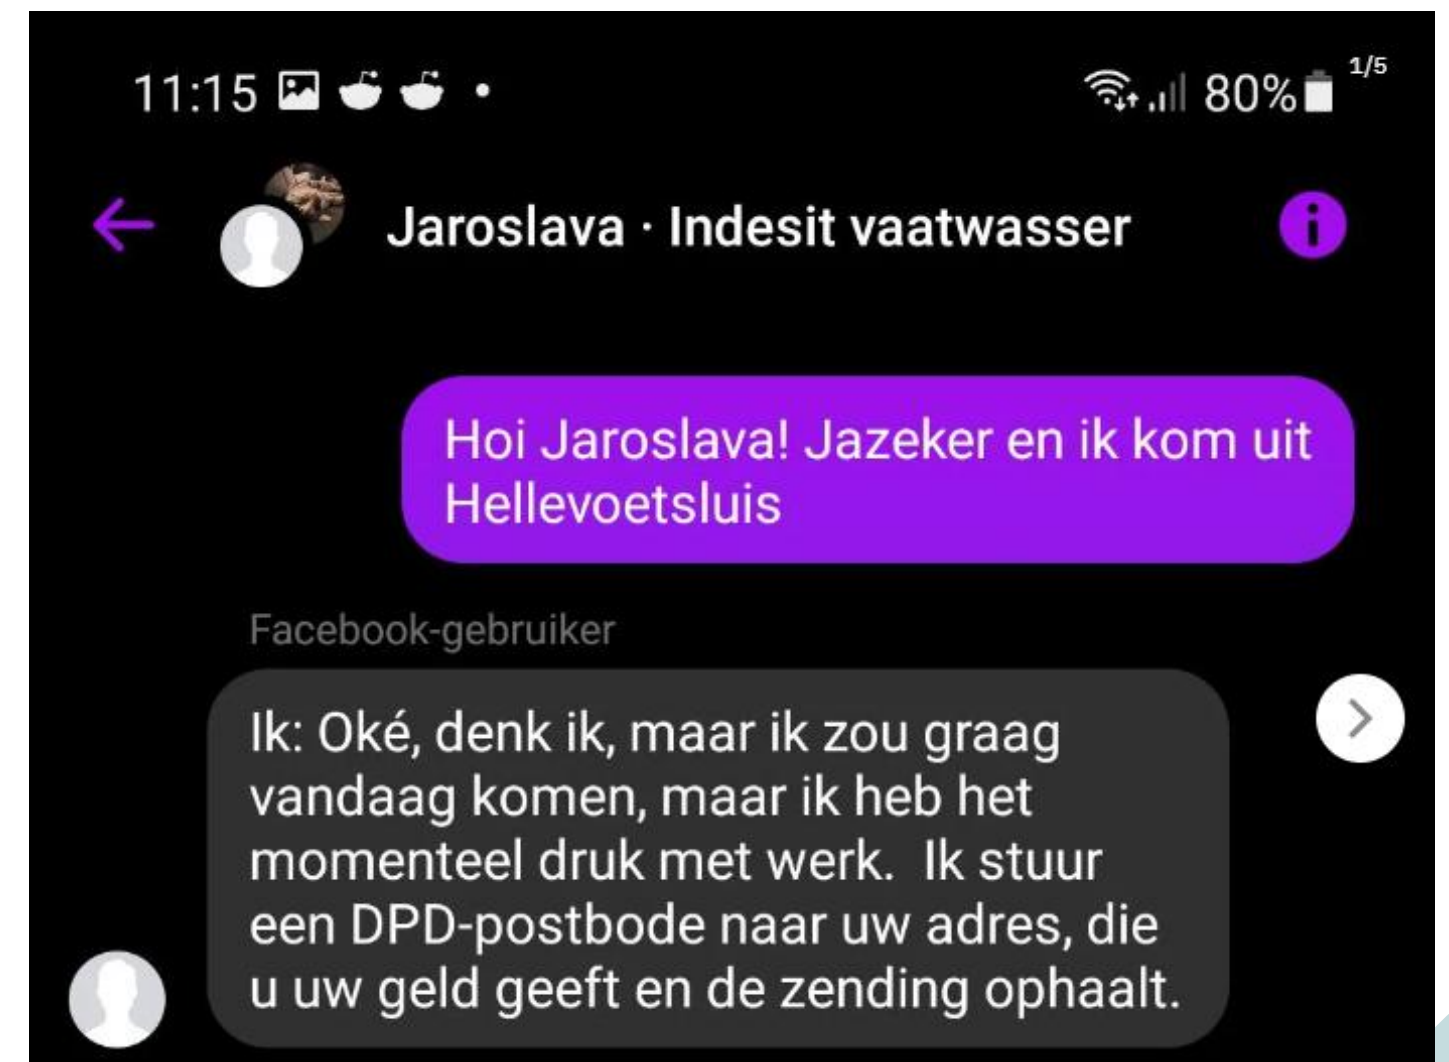 11:15
80%
1/5
Jaroslava · Indesit vaatwasser
Hoi Jaroslava! Jazeker en ik kom uit
Hellevoetsluis
Facebook-gebruiker
Ik: Oké, denk ik, maar ik zou graag
vandaag komen, maar ik heb het
momenteel druk met werk.  Ik stuur
een DPD-postbode naar uw adres, die
u uw geld geeft en de zending ophaalt.